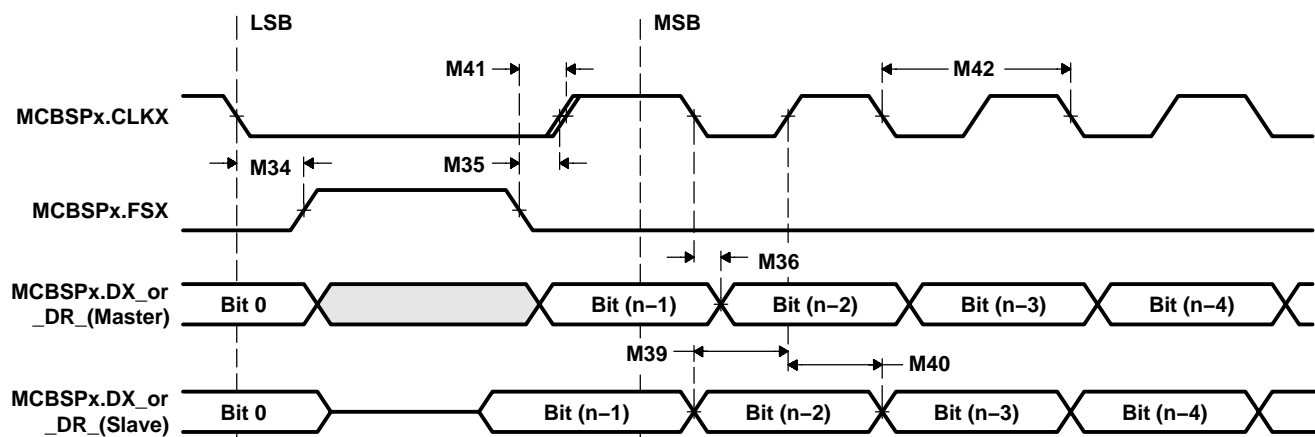 LSB
MSB
M41
M42
MCBSPx.CLKX
M34
M35
MCBSPx.FSX
M36
MCBSPx.DX_or
_DR_(Master)
Bit 0
Bit (n−1)
Bit (n−2)
Bit (n−3)
Bit (n−4)
M39
M40
MCBSPx.DX_or
_DR_(Slave)
Bit 0
Bit (n−1)
Bit (n−2)
Bit (n−3)
Bit (n−4)